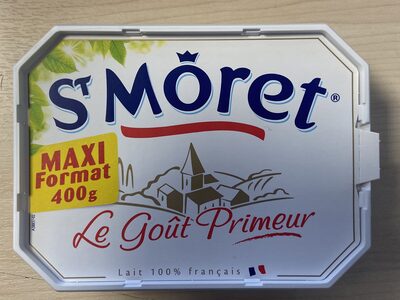 St Môret®
MAXI
Format
400g
Le Goût Primeur
Lait 100% français